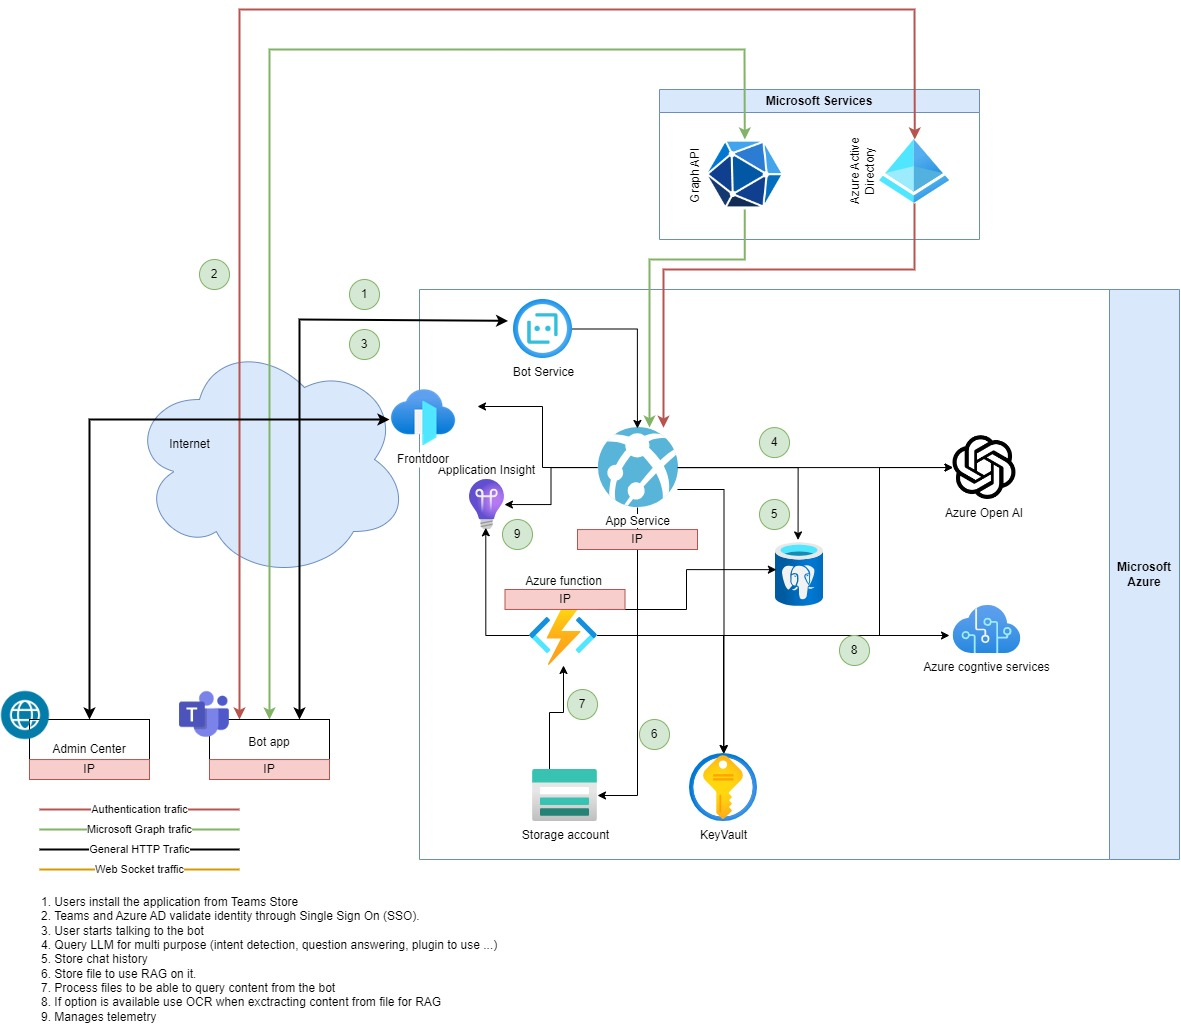 Microsoft Services
Graph API
Azure Active
Directory
2
1
3
Bot Service
Internet
Frontdoor
Application Insight
4
Azure Open AI
App Service
IP
5
9
Microsoft
Azure
Azure function
IP
8
Azure cogntive services
7
6
T
Admin Center
IP
Bot app
IP
Storage account
KeyVault
Authentication trafic
Microsoft Graph trafic
General HTTP Trafic
Web Socket traffic
1. Users install the application from Teams Store
2. Teams and Azure AD validate identity through Single Sign On (SSO).
3. User starts talking to the bot
4. Query LLM for multi purpose (intent detection, question answering, plugin to use ...)
5. Store chat history
6. Store file to use RAG on it.
7. Process files to be able to query content from the bot
8. If option is available use OCR when exctracting content from file for RAG
9. Manages telemetry